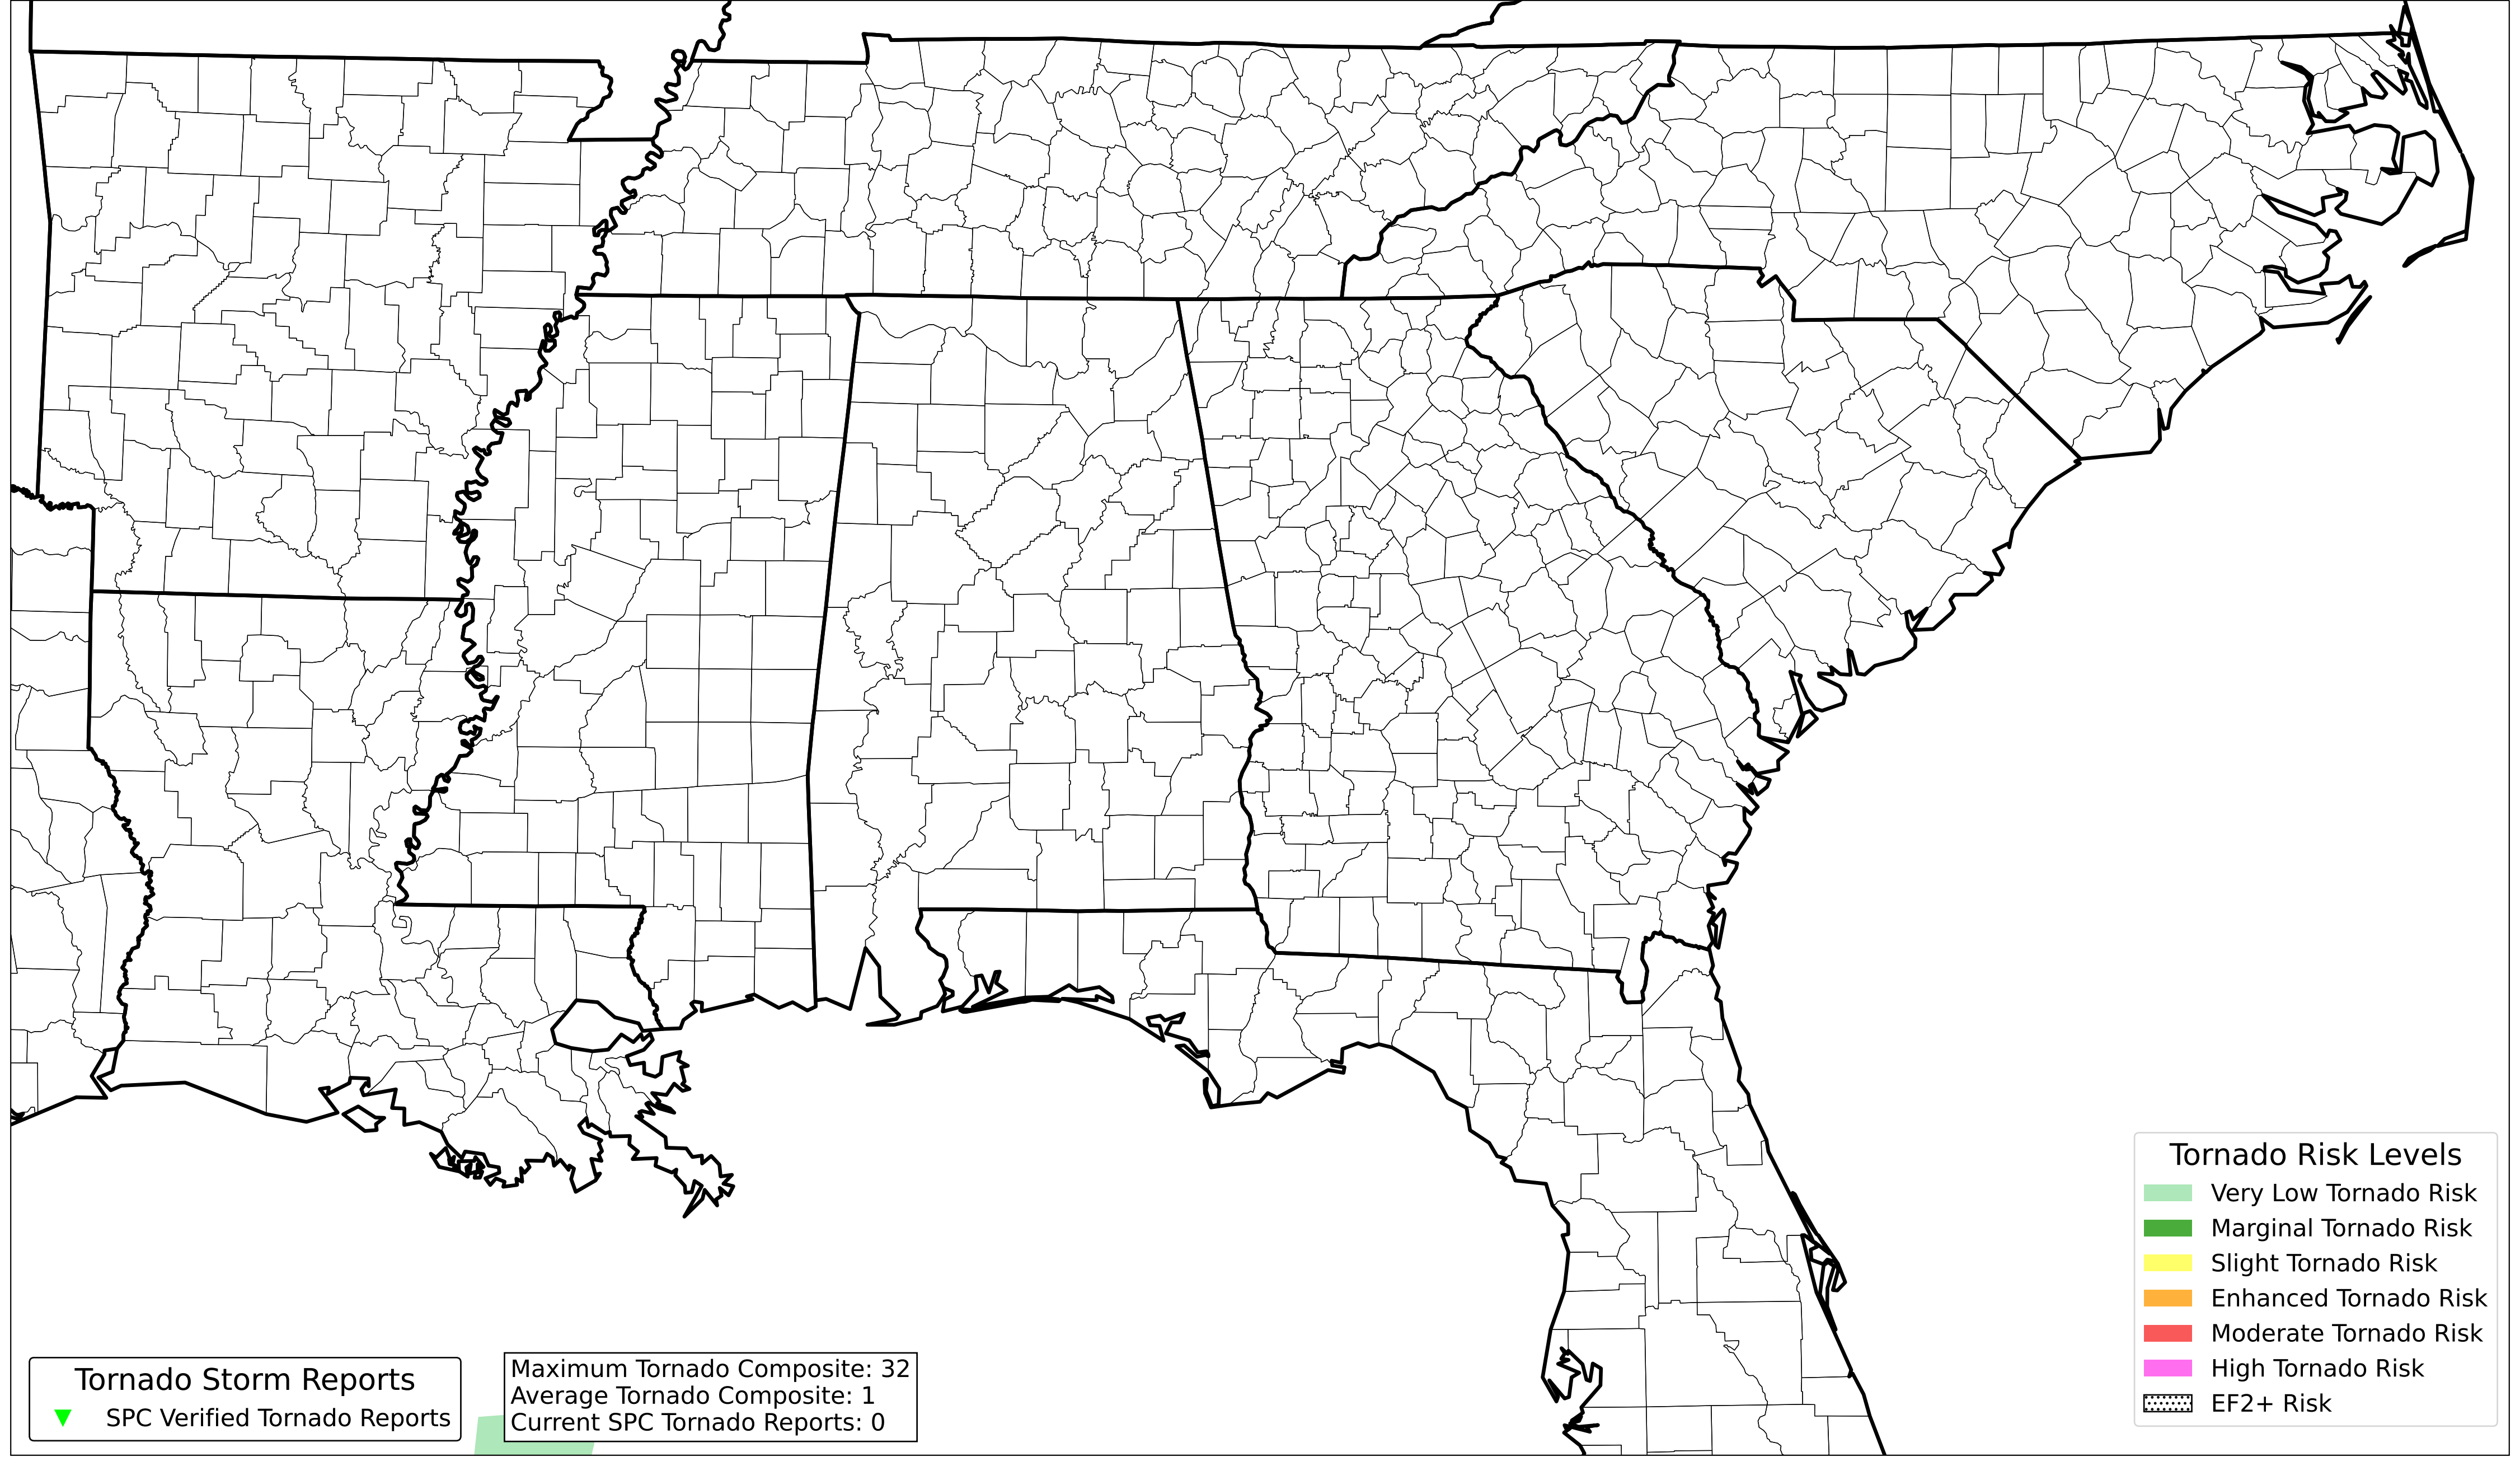 Tornado Risk Levels
Very Low Tornado Risk
Marginal Tornado Risk
Slight Tornado Risk
Enhanced Tornado Risk
Moderate Tornado Risk
High Tornado Risk
EF2+ Risk
Tornado Storm Reports
SPC Verified Tornado Reports
Maximum Tornado Composite: 32
Average Tornado Composite: 1
Current SPC Tornado Reports: 0